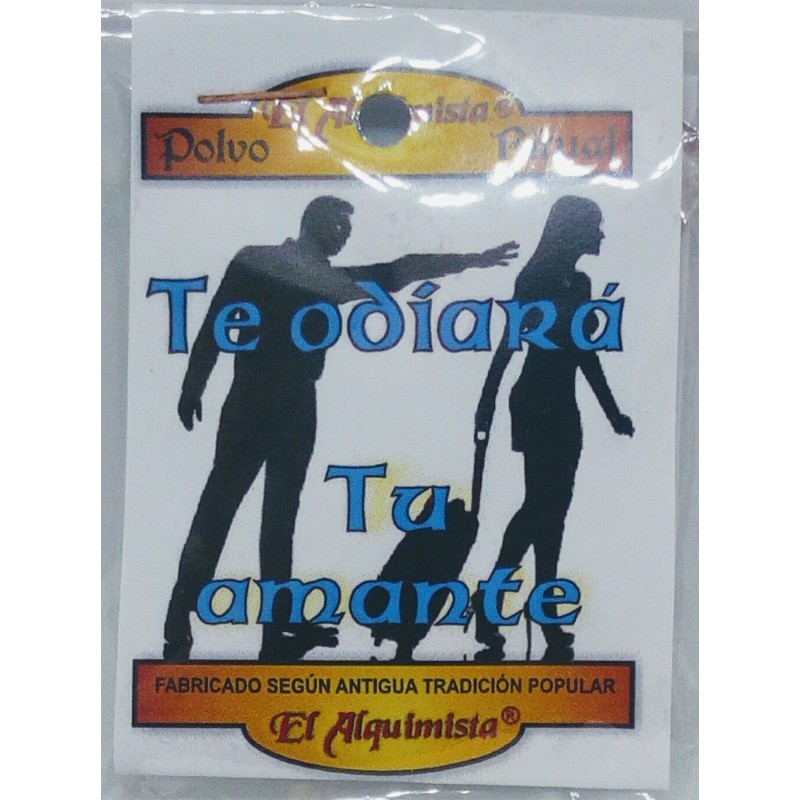 El Alquimista®
Polvo Ritual
Te odiará
Tu
amante
FABRICADO SEGÚN ANTIGUA TRADICIÓN POPULAR
El Alquimista®